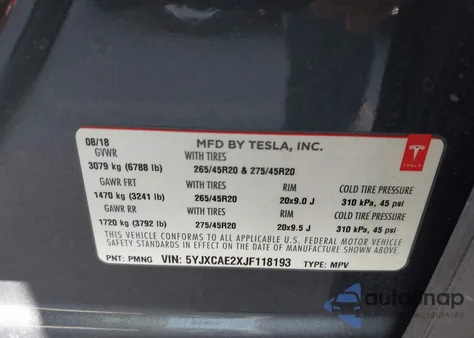 08/18 MFD BY TESLA, INC.
GVWR WITH TIRES
3079 kg (6788 lb) 265/45R20 & 275/45R20
GAWR FRT WITH TIRES RIM COLD TIRE PRESSURE
1470 kg (3241 lb) 265/45R20 20x9.0 J 310 kPa, 45 psi
GAWR RR WITH TIRES RIM COLD TIRE PRESSURE
1720 kg (3792 lb) 275/45R20 20x9.5 J 310 kPa, 45 psi
THIS VEHICLE CONFORMS TO ALL APPLICABLE U.S. FEDERAL MOTOR VEHICLE
SAFETY STANDARDS IN EFFECT ON THE DATE OF MANUFACTURE SHOWN ABOVE.
PNT: PMNG VIN: 5YJXCAE2XJF118193 TYPE: MPV
TESLA
autosnap